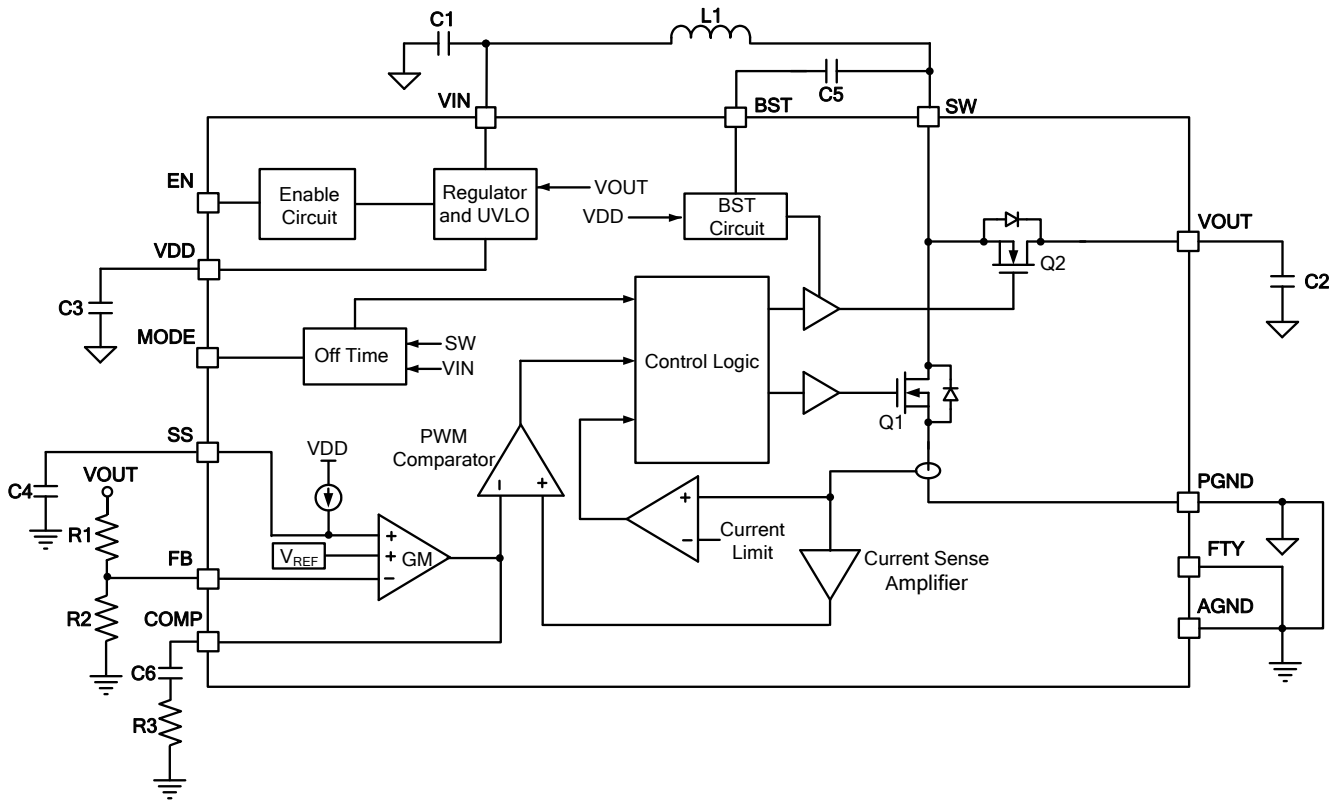 C1
L1
C5
VIN
BST
SW
EN
Enable
Circuit
Regulator
and UVLO
VOUT
VDD
BST
Circuit
VOUT
Q2
C2
VDD
C3
MODE
Off Time
SW
VIN
Control Logic
Q1
SS
VDD
PWM
Comparator
C4
VOUT
R1
VREF
GM
+
+
−
−
+
+
−
Current
Limit
Current Sense
Amplifier
PGND
FTY
AGND
FB
R2
COMP
C6
R3